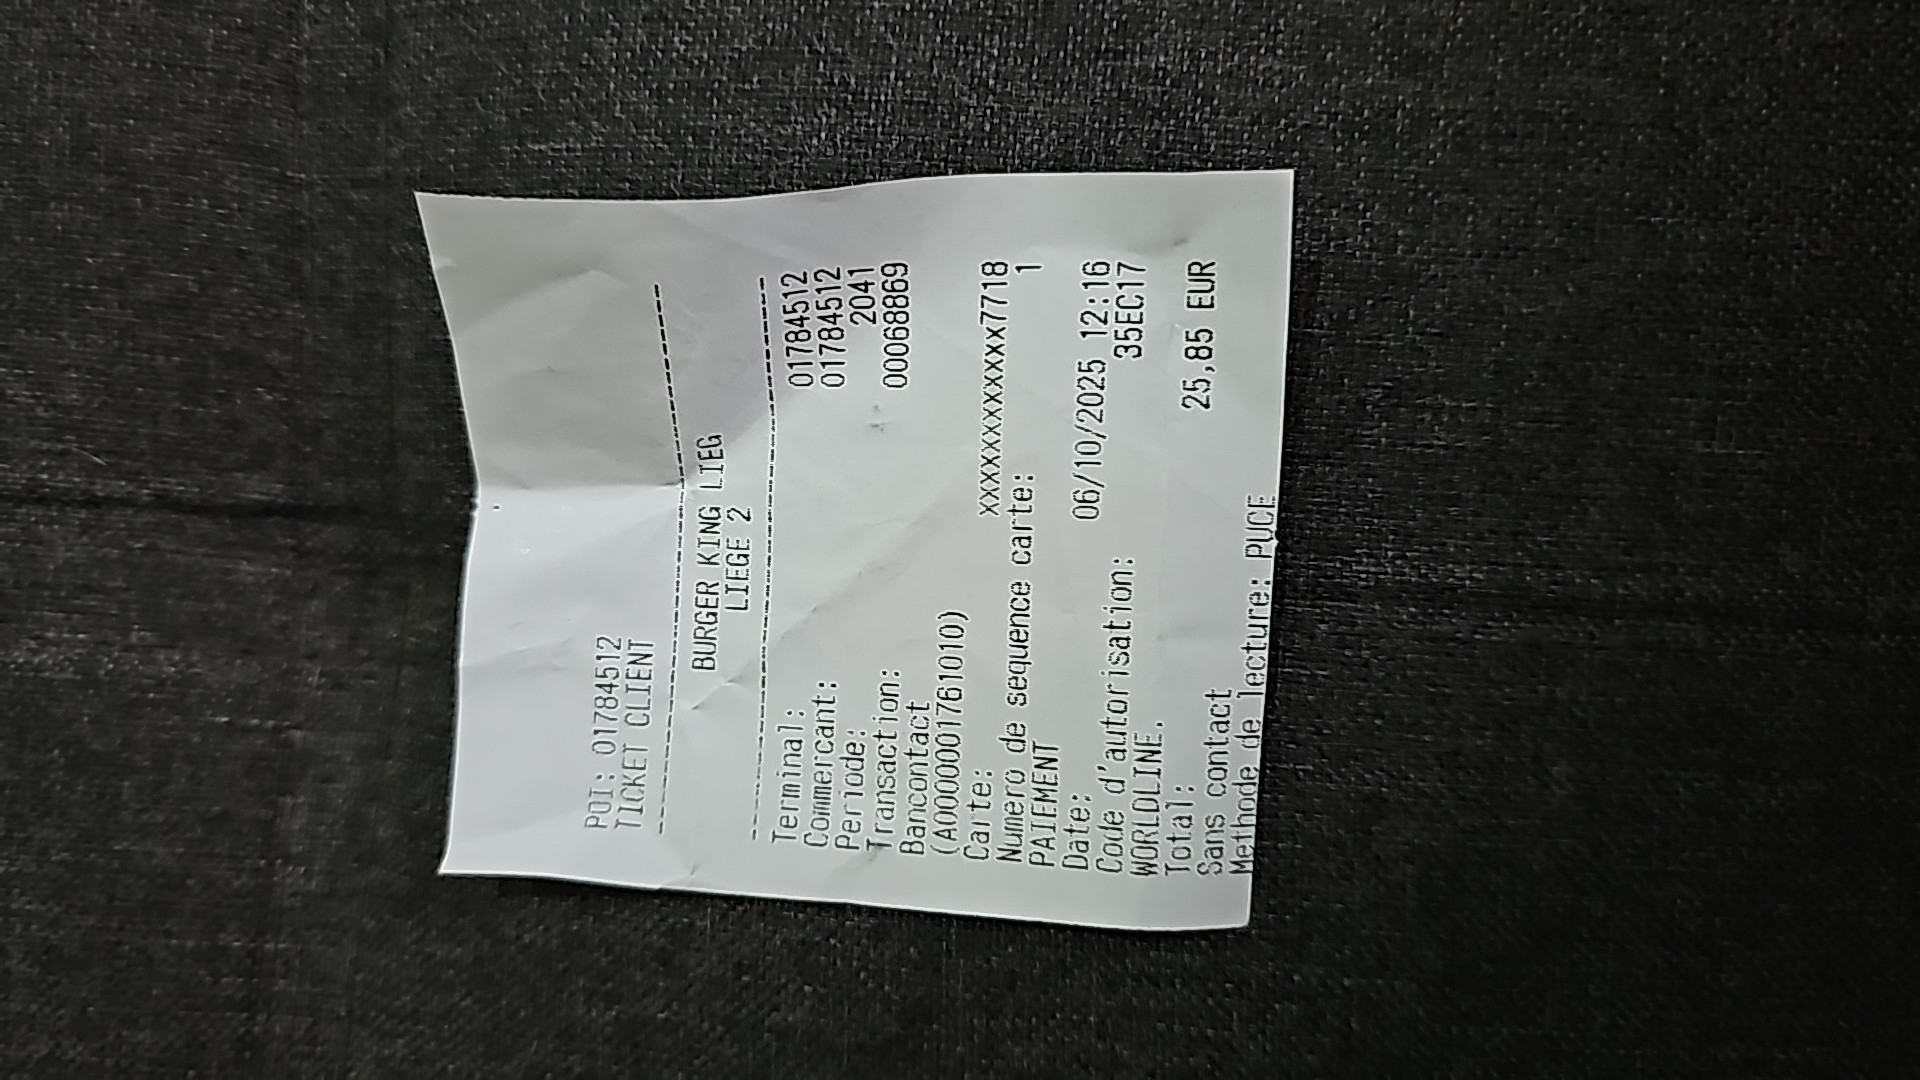 POI: 01784512
TICKET CLIENT
BURGER KING LIEG
LIEGE 2
Terminal: 01784512
Commercant: 01784512
Periode: 2041
Transaction: 00068869
Bancontact
(A0000001761010)
Carte: xxxxxxxxxxxxx7718
Numero de sequence carte: 1
PAIEMENT
Date: 06/10/2025 12:16
Code d'autorisation: 35EC17
WORLDLINE.
Total: 25,85 EUR
Sans contact
Methode de lecture: PUCE